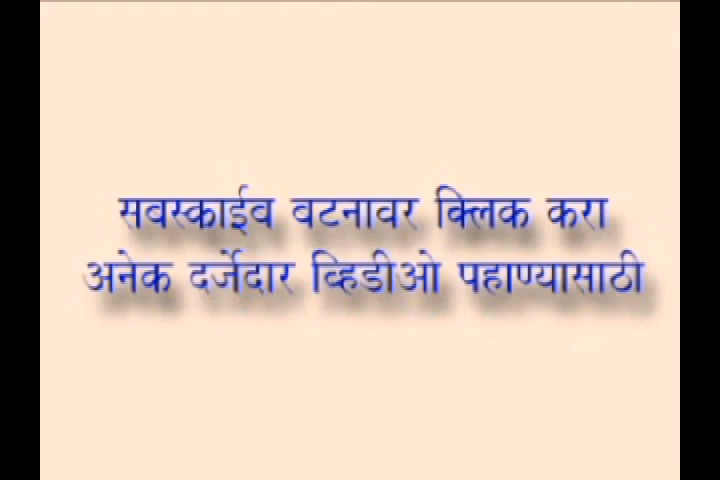 सबस्काईब बटनावर क्लिक करा
अनेक दर्जेदार व्हिडीओ पहाण्यासाठी